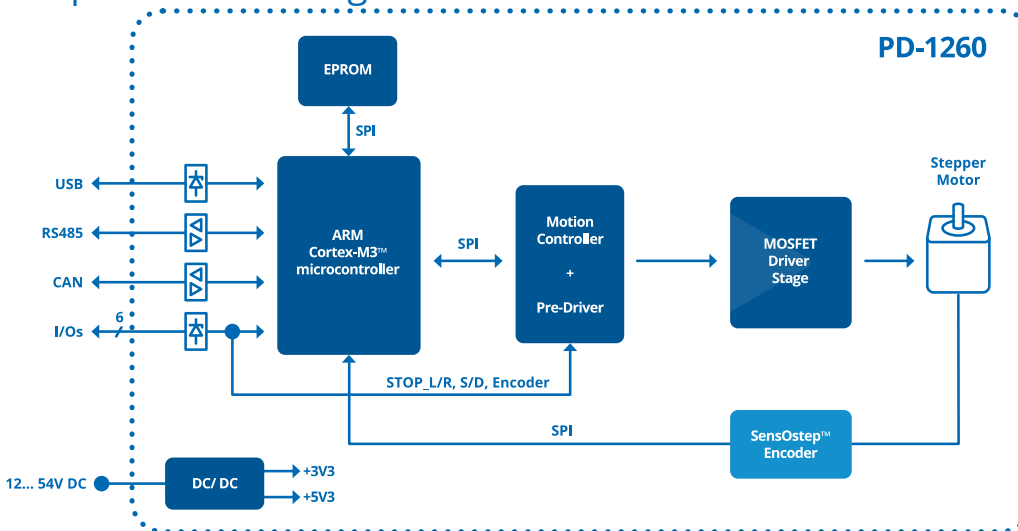 PD-1260
EPROM
SPI
USB
RS485
CAN
I/Os
6
ARM
Cortex-M3™
microcontroller
SPI
Motion
Controller
+
Pre-Driver
MOSFET
Driver
Stage
Stepper
Motor
STOP_L/R, S/D, Encoder
SPI
SensOstep™
Encoder
12... 54V DC
DC/ DC
+3V3
+5V3